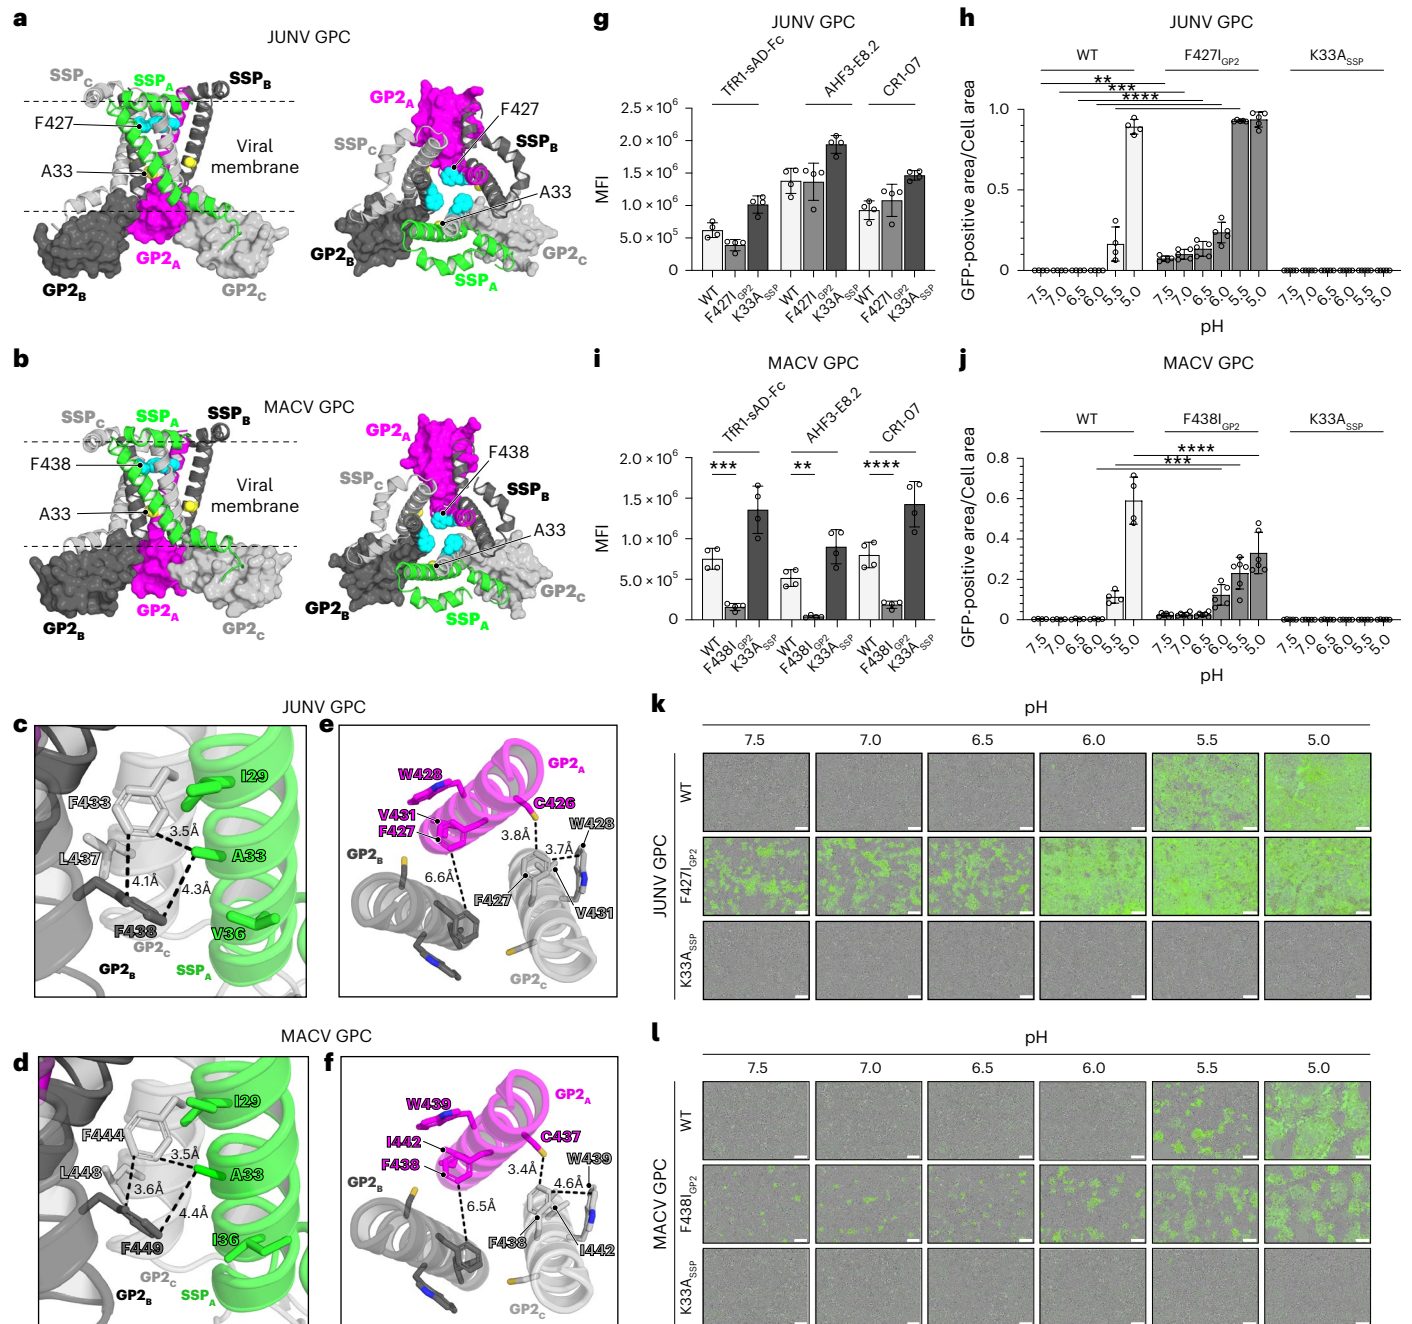 a
JUNV GPC
SSPC
SSPA
SSPB
F427
A33
Viral
membrane
GP2B
GP2A
GP2C
GP2A
F427
SSPC
SSPB
A33
GP2B
GP2C
SSPA
b
MACV GPC
SSPC
SSPA
SSPB
F438
A33
Viral
membrane
GP2B
GP2A
GP2C
GP2A
F438
SSPC
SSPB
A33
GP2B
GP2C
SSPA
JUNV GPC
c
F433
I29
3.5Å
L437
A33
4.1Å
4.3Å
F438
V36
GP2C
GP2B
SSPA
e
GP2A
W428
C426
V431
F427
3.8Å
W428
3.7Å
GP2B
6.6Å
F427
V431
GP2C
MACV GPC
d
F444
I29
3.5Å
L448
A33
3.6Å
4.4Å
F449
I36
GP2C
GP2B
SSPA
f
GP2A
W439
C437
I442
F438
3.4Å
W439
4.6Å
GP2B
6.5Å
F438
I442
GP2C
g
TfR1-sAD-Fc
AHF3-E8.2
CR1-07
MFI
2.5 × 10⁶
2.0 × 10⁶
1.5 × 10⁶
1.0 × 10⁶
5.0 × 10⁵
0
WT
F427IGP2
K33ASSP
WT
F427IGP2
K33ASSP
WT
F427IGP2
K33ASSP
h
JUNV GPC
WT
F427IGP2
K33ASSP
**
***
****
GFP-positive area/Cell area
1.0
0.5
0
7.5 7.0 6.5 6.0 5.5 5.0 7.5 7.0 6.5 6.0 5.5 5.0 7.5 7.0 6.5 6.0 5.5 5.0
pH
i
MACV GPC
TfR1-sAD-Fc
AHF3-E8.2
CR1-07
*** ** ****
MFI
2.0 × 10⁶
1.5 × 10⁶
1.0 × 10⁶
5.0 × 10⁵
0
WT
F438IGP2
K33ASSP
WT
F438IGP2
K33ASSP
WT
F438IGP2
K33ASSP
j
MACV GPC
WT
F438IGP2
K33ASSP
****
***
GFP-positive area/Cell area
0.8
0.6
0.4
0.2
0
7.5 7.0 6.5 6.0 5.5 5.0 7.5 7.0 6.5 6.0 5.5 5.0 7.5 7.0 6.5 6.0 5.5 5.0
pH
k
pH
7.5 7.0 6.5 6.0 5.5 5.0
JUNV GPC
WT
F427IGP2
K33ASSP
l
pH
7.5 7.0 6.5 6.0 5.5 5.0
MACV GPC
WT
F438IGP2
K33ASSP